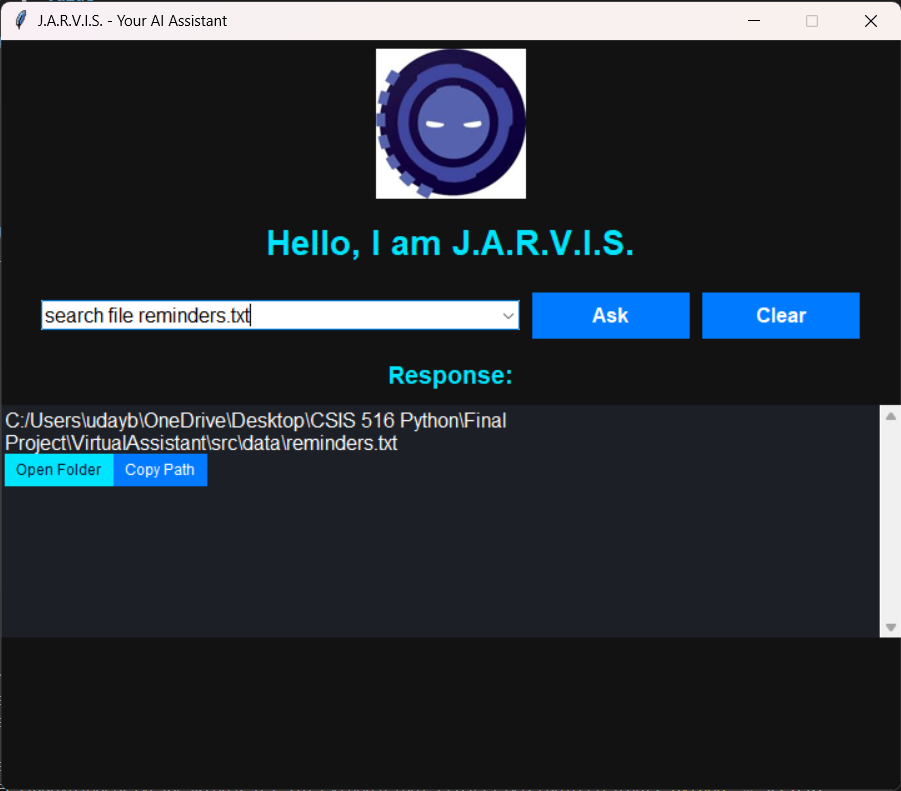 J.A.R.V.I.S. - Your AI Assistant
Hello, I am J.A.R.V.I.S.
search file reminders.txt
Ask
Clear
Response:
C:/Users\udayb\OneDrive\Desktop\CSIS 516 Python\Final
Project\VirtualAssistant\src\data\reminders.txt
Open Folder
Copy Path